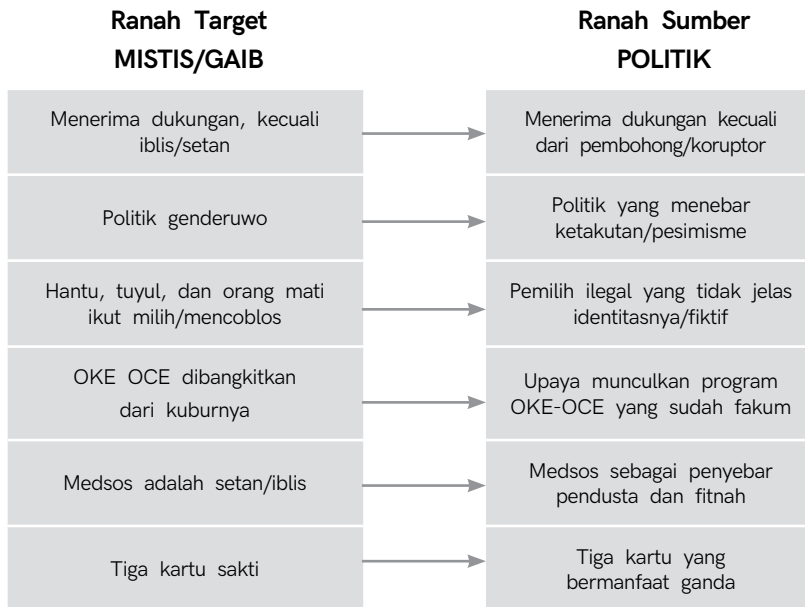 Ranah Target
MISTIS/GAIB
Ranah Sumber
POLITIK
Menerima dukungan, kecuali
iblis/setan
Menerima dukungan kecuali
dari pembohong/koruptor
Politik genderuwo
Politik yang menebar
ketakutan/pesimisme
Hantu, tuyul, dan orang mati
ikut milih/mencoblos
Pemilih ilegal yang tidak jelas
identitasnya/fiktif
OKE OCE dibangkitkan
dari kuburnya
Upaya munculkan program
OKE-OCE yang sudah fakum
Medsos adalah setan/iblis
Medsos sebagai penyebar
pendusta dan fitnah
Tiga kartu sakti
Tiga kartu yang
bermanfaat ganda